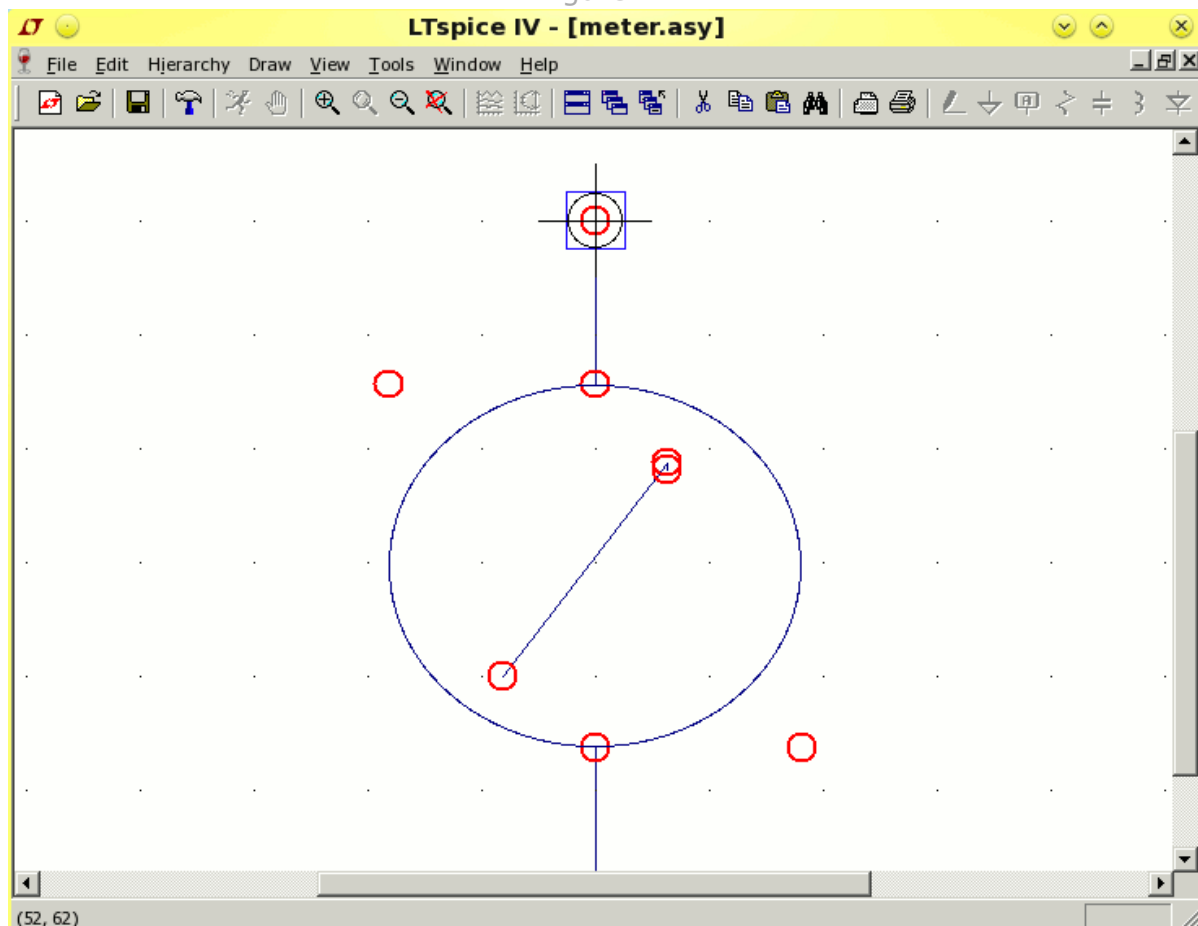 LTspice IV - [meter.asy]
File Edit Hierarchy Draw View Tools Window Help
(52, 62)